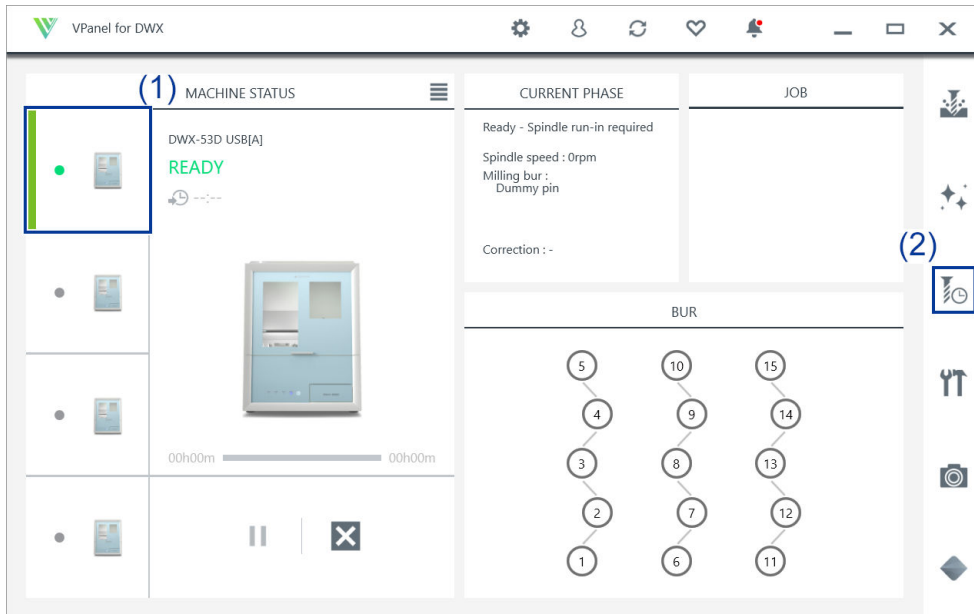 VPanel for DWX
(1)
MACHINE STATUS
DWX-53D USB[A]
READY
--:--
00h00m
00h00m
CURRENT PHASE
Ready - Spindle run-in required
Spindle speed : 0rpm
Milling bur :
Dummy pin
Correction : -
JOB
(2)
BUR
5 10 15
4 9 14
3 8 13
2 7 12
1 6 11